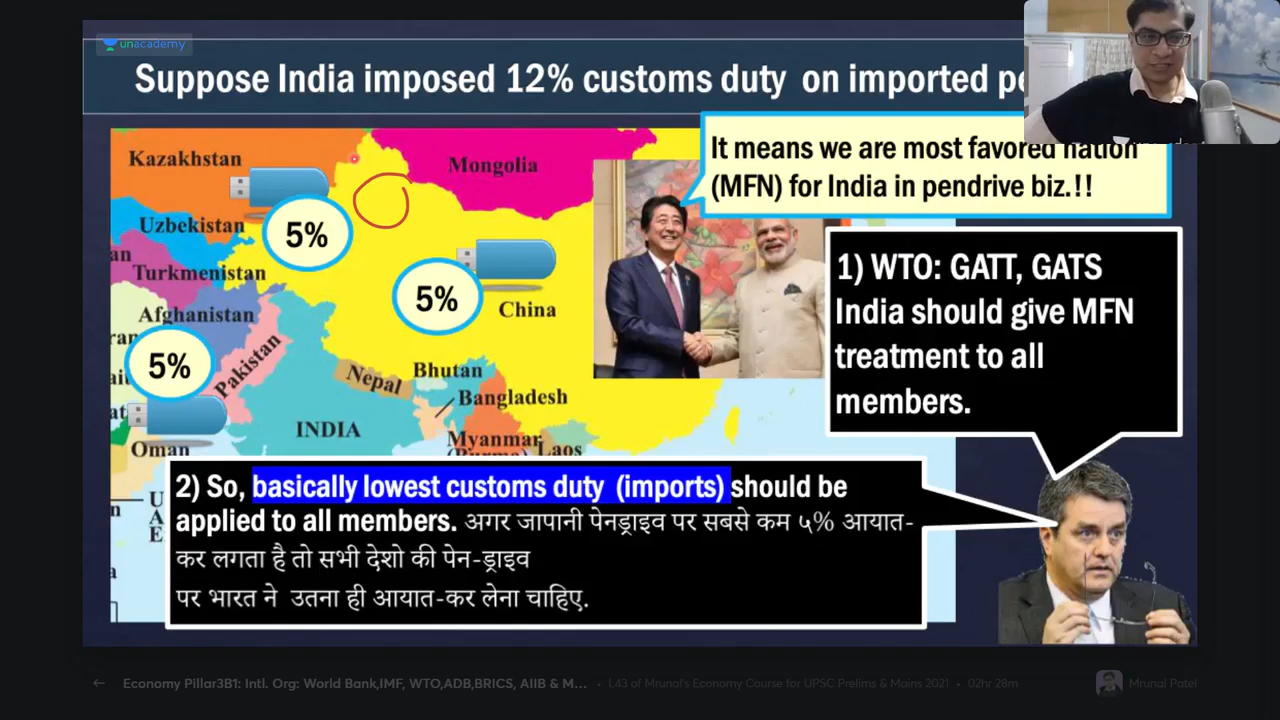 unacademy
Suppose India imposed 12% customs duty on imported
It means we are most favored nation
(MFN) for India in pendrive biz.!!
Kazakhstan
Mongolia
Uzbekistan
5%
Turkmenistan
5%
China
Afghanistan
5%
Pakistan
Nepal
Bhutan
Bangladesh
INDIA
Myanmar
Laos
Oman
U
A
E
1) WTO: GATT, GATS
India should give MFN
treatment to all
members.
2) So, basically lowest customs duty (imports) should be
applied to all members. अगर जापानी पेनड्राइव पर सबसे कम ५% आयात-
कर लगता है तो सभी देशो की पेन-ड्राइव
पर भारत ने उतना ही आयात-कर लेना चाहिए.
← Economy Pillar3B1: Intl. Org: World Bank,IMF, WTO,ADB,BRICS, AIIB & M... • L43 of Mrunal's Economy Course for UPSC Prelims & Mains 2021 • 02hr 28m
Mrunal Patel